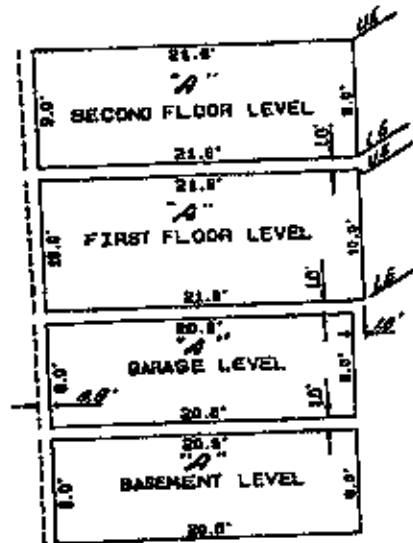 U.E.
21.8'
"A"
9.0' SECOND FLOOR LEVEL 9.0'
1.0'
21.8' L.E.
U.E.
21.8'
"A"
FIRST FLOOR LEVEL
10.0'
1.0'
21.8' L.E.
20.8'
"A"
8.0' GARAGE LEVEL 8.0'
1.0'
20.8'
20.8'
"A"
8.0' BASEMENT LEVEL 8.0'
20.8'